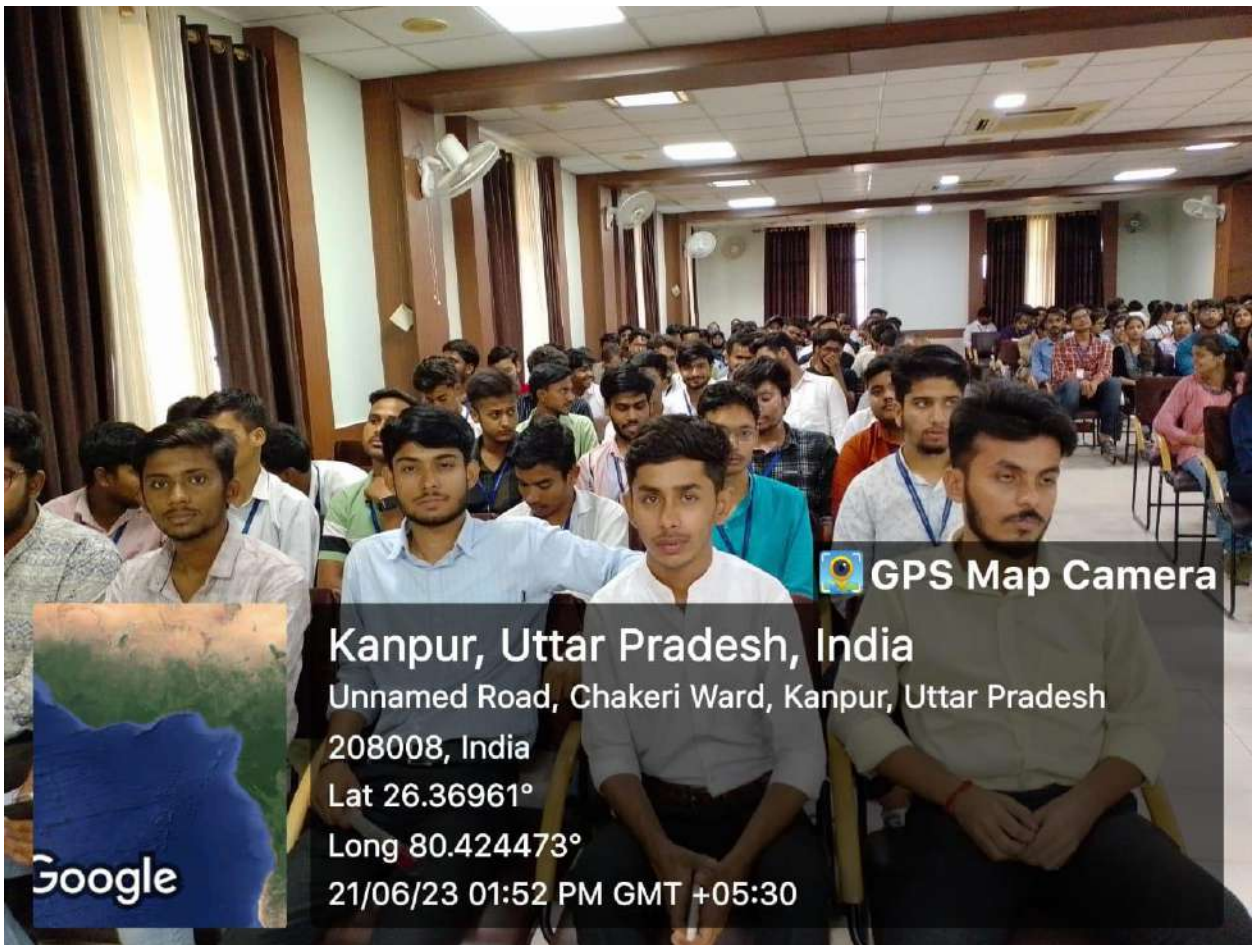 GPS Map Camera
Kanpur, Uttar Pradesh, India
Unnamed Road, Chakeri Ward, Kanpur, Uttar Pradesh
208008, India
Lat 26.36961°
Long 80.424473°
21/06/23 01:52 PM GMT +05:30
Google